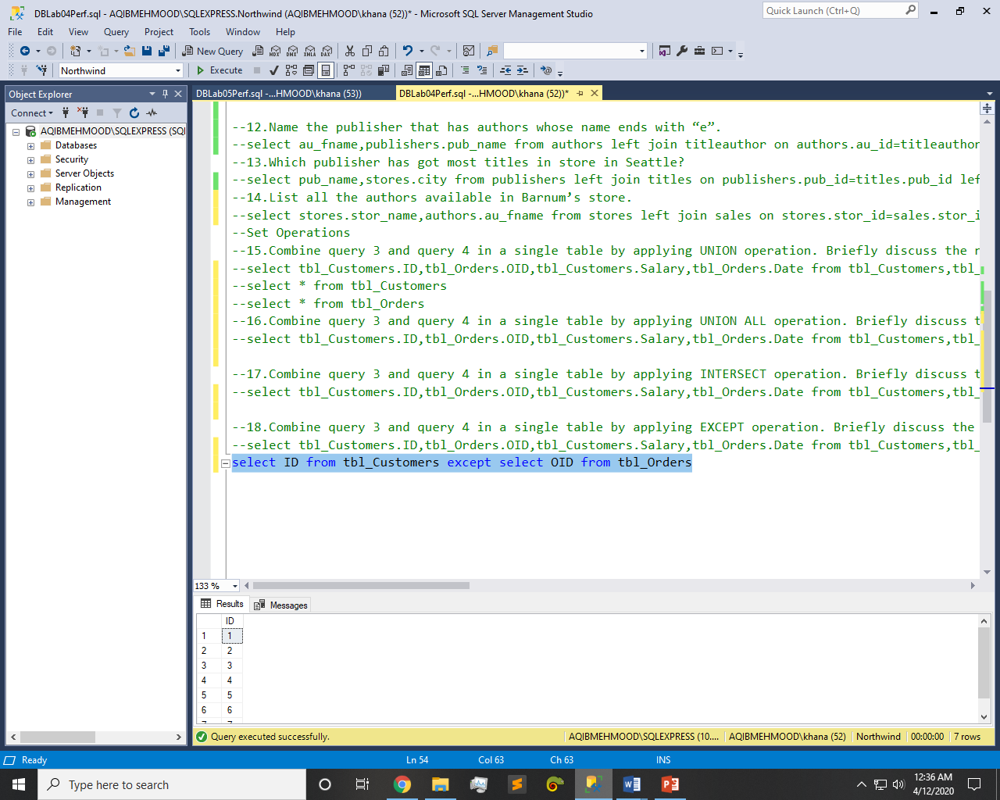 DBLab04Perf.sql - AQIBMEHMOOD\SQLEXPRESS.Northwind (AQIBMEHMOOD\khana (52))* - Microsoft SQL Server Management Studio
Quick Launch (Ctrl+Q)
File Edit View Query Project Tools Window Help
New Query MDX DMX XMLA DAX
Northwind Execute
Object Explorer
DBLab05Perf.sql -...HMOOD\khana (53))
DBLab04Perf.sql -...HMOOD\khana (52))*
Connect
AQIBMEHMOOD\SQLEXPRESS (SQl
Databases
Security
Server Objects
Replication
Management
--12.Name the publisher that has authors whose name ends with “e”.
--select au_fname,publishers.pub_name from authors left join titleauthor on authors.au_id=titleauthor
--13.Which publisher has got most titles in store in Seattle?
--select pub_name,stores.city from publishers left join titles on publishers.pub_id=titles.pub_id lef
--14.List all the authors available in Barnum’s store.
--select stores.stor_name,authors.au_fname from stores left join sales on stores.stor_id=sales.stor_i
--Set Operations
--15.Combine query 3 and query 4 in a single table by applying UNION operation. Briefly discuss the r
--select tbl_Customers.ID,tbl_Orders.OID,tbl_Customers.Salary,tbl_Orders.Date from tbl_Customers,tbl_
--select * from tbl_Customers
--select * from tbl_Orders
--16.Combine query 3 and query 4 in a single table by applying UNION ALL operation. Briefly discuss t
--select tbl_Customers.ID,tbl_Orders.OID,tbl_Customers.Salary,tbl_Orders.Date from tbl_Customers,tbl_
--17.Combine query 3 and query 4 in a single table by applying INTERSECT operation. Briefly discuss t
--select tbl_Customers.ID,tbl_Orders.OID,tbl_Customers.Salary,tbl_Orders.Date from tbl_Customers,tbl_
--18.Combine query 3 and query 4 in a single table by applying EXCEPT operation. Briefly discuss the
--select tbl_Customers.ID,tbl_Orders.OID,tbl_Customers.Salary,tbl_Orders.Date from tbl_Customers,tbl_
select ID from tbl_Customers except select OID from tbl_Orders
133 %
Results Messages
ID
1 1
2 2
3 3
4 4
5 5
6 6
Query executed successfully.
AQIBMEHMOOD\SQLEXPRESS (10.... AQIBMEHMOOD\khana (52) Northwind 00:00:00 7 rows
Ready Ln 54 Col 63 Ch 63 INS
Type here to search
12:36 AM
4/12/2020